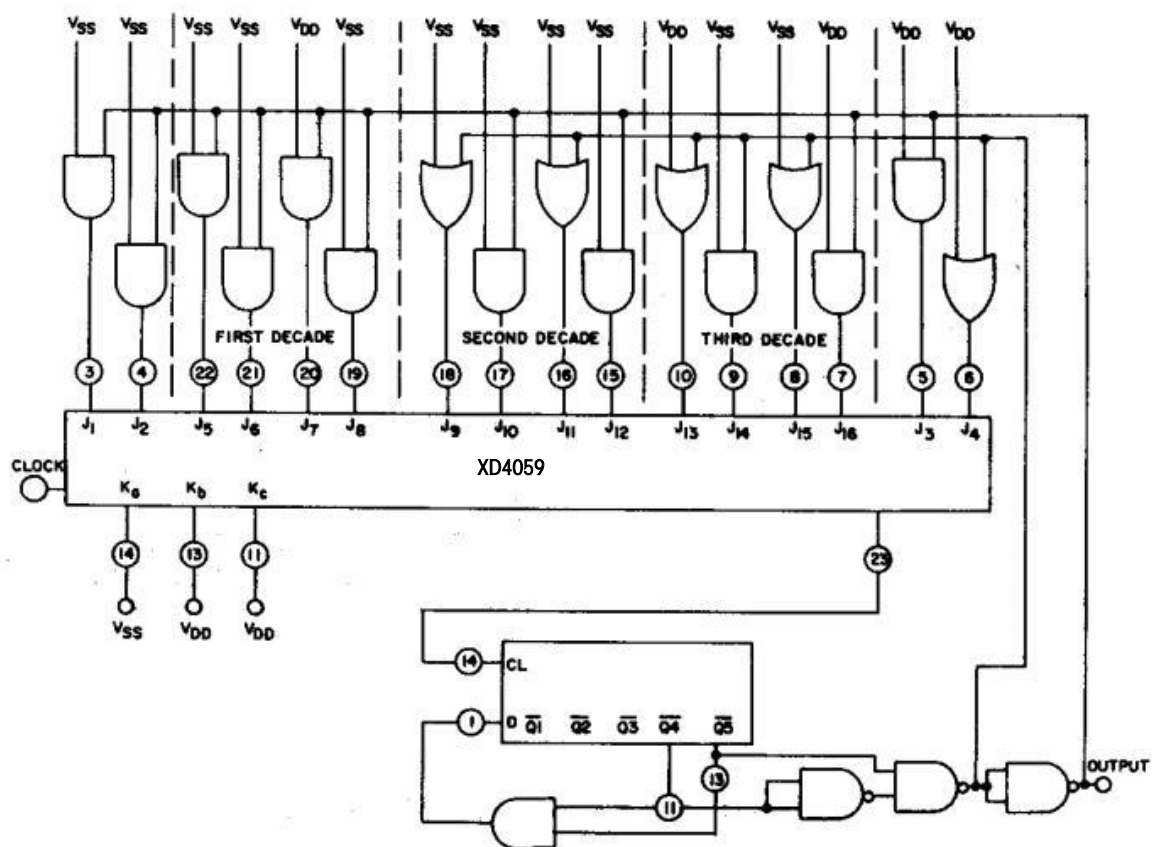 VSS VSS VSS VSS VDD VSS VSS VSS VSS VSS VDD VSS VSS VDD VDD VDD
FIRST DECADE SECOND DECADE THIRD DECADE
3 4 22 21 20 19 18 17 16 15 10 9 8 7 5 6
J1 J2 J5 J6 J7 J8 J9 J10 J11 J12 J13 J14 J15 J16 J3 J4
CLOCK
XD4059
Ka Kb Kc
14 13 11
23
VSS VDD VDD
14 CL
1 D Q1 Q2 Q3 Q4 Q5
13
OUTPUT
11